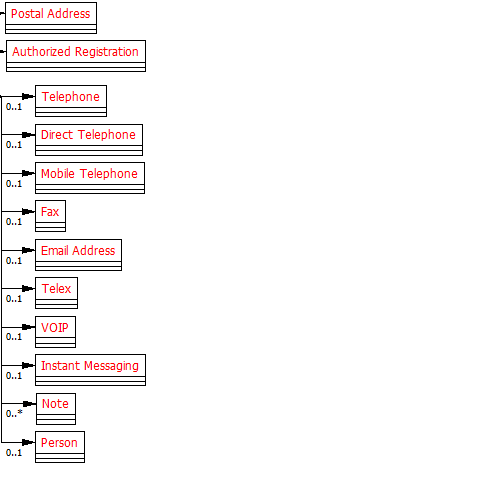 Postal Address
Authorized Registration
Telephone
0..1
Direct Telephone
0..1
Mobile Telephone
0..1
Fax
0..1
Email Address
0..1
Telex
0..1
VOIP
0..1
Instant Messaging
0..1
Note
0..*
Person
0..1